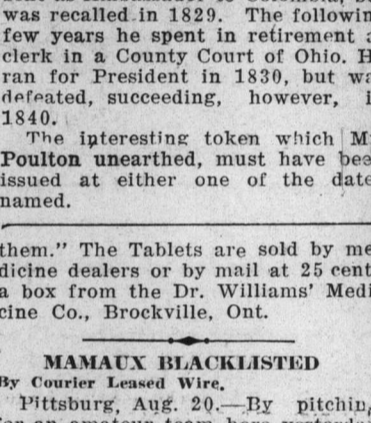 was recalled in 1829. The followin
few years he spent in retirement a
clerk in a County Court of Ohio. H
ran for President in 1830, but wa
defeated, succeeding, however, i
1840.
The interesting token which M
Poulton unearthed, must have bee
issued at either one of the date
named.
them." The Tablets are sold by me
dicine dealers or by mail at 25 cent
a box from the Dr. Williams' Medi
cine Co., Brockville, Ont.
MAMAUX BLACKLISTED
By Courier Leased Wire.
Pittsburg, Aug. 20.—By pitchin